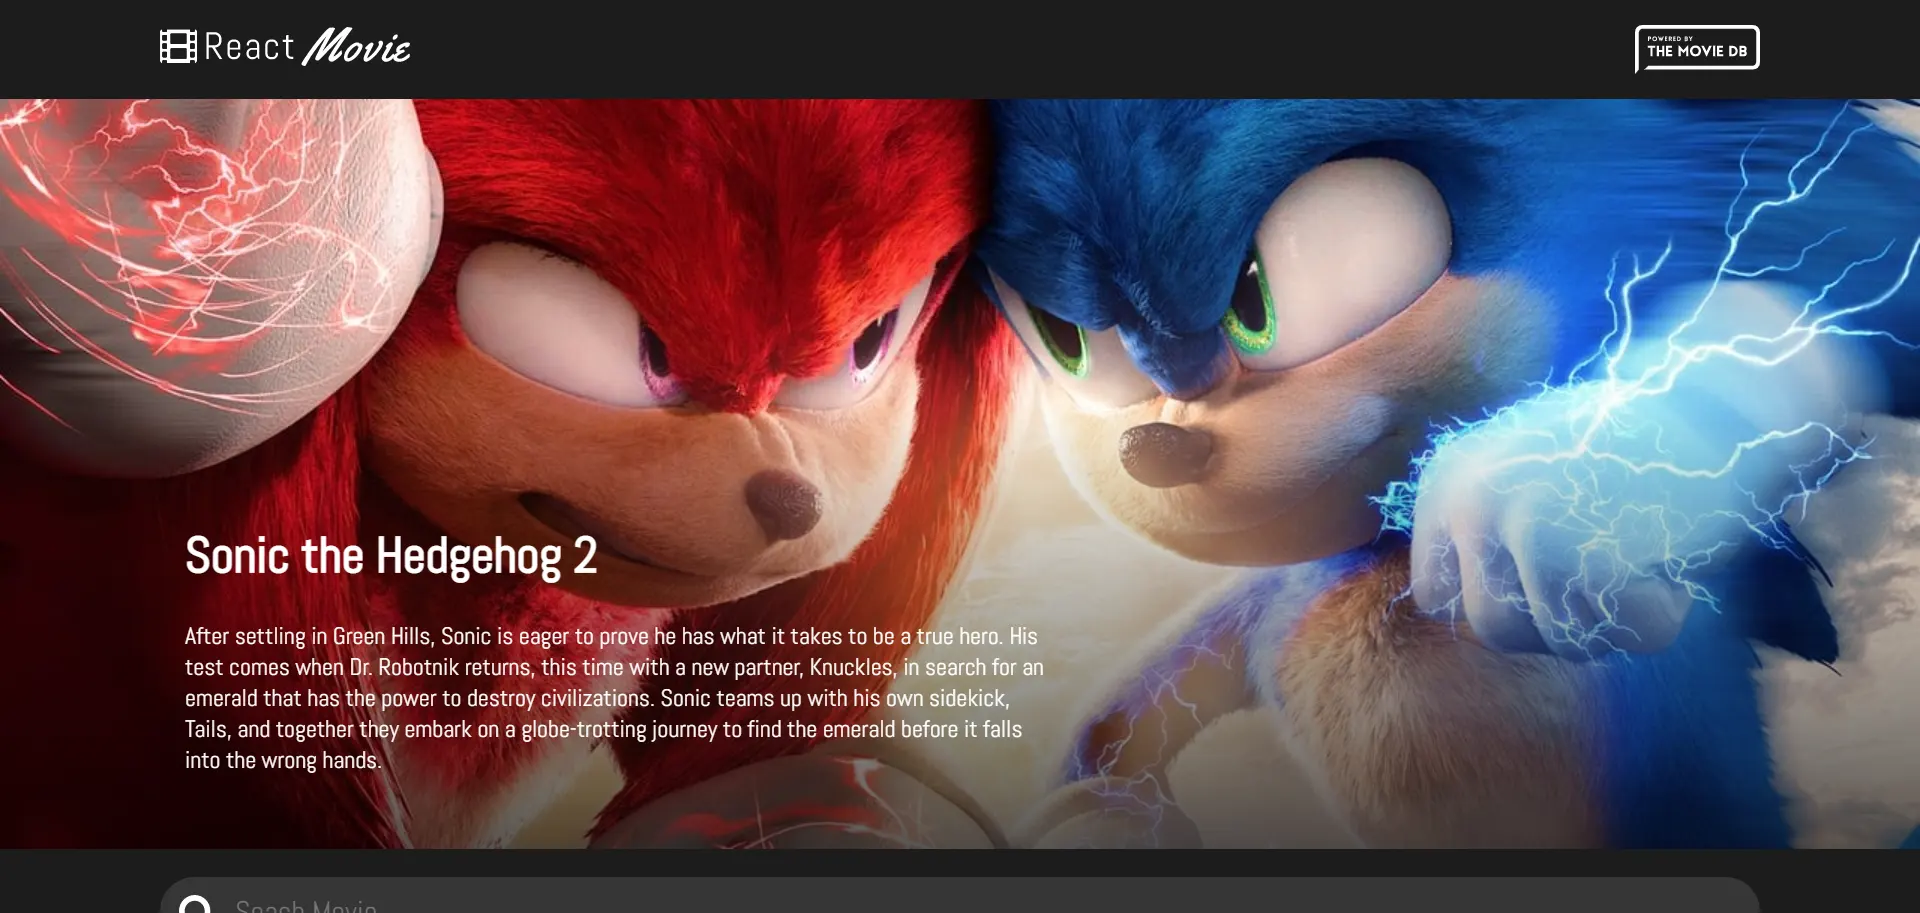 React Movie
POWERED BY
THE MOVIE DB
Sonic the Hedgehog 2
After settling in Green Hills, Sonic is eager to prove he has what it takes to be a true hero. His
test comes when Dr. Robotnik returns, this time with a new partner, Knuckles, in search for an
emerald that has the power to destroy civilizations. Sonic teams up with his own sidekick,
Tails, and together they embark on a globe-trotting journey to find the emerald before it falls
into the wrong hands.
Seach Movie